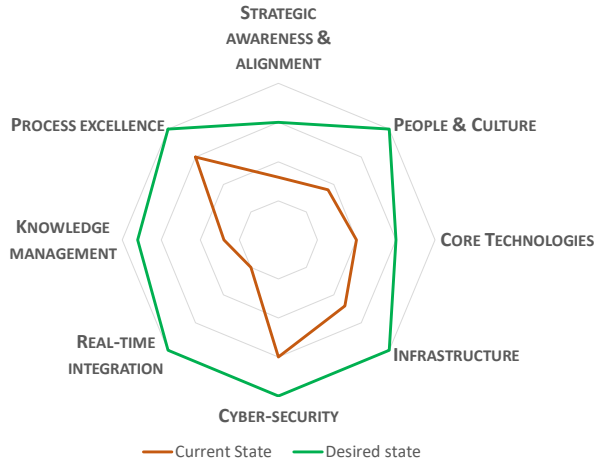 STRATEGIC
AWARENESS &
ALIGNMENT
PROCESS EXCELLENCE
PEOPLE & CULTURE
KNOWLEDGE
MANAGEMENT
CORE TECHNOLOGIES
REAL-TIME
INTEGRATION
INFRASTRUCTURE
CYBER-SECURITY
Current State
Desired state